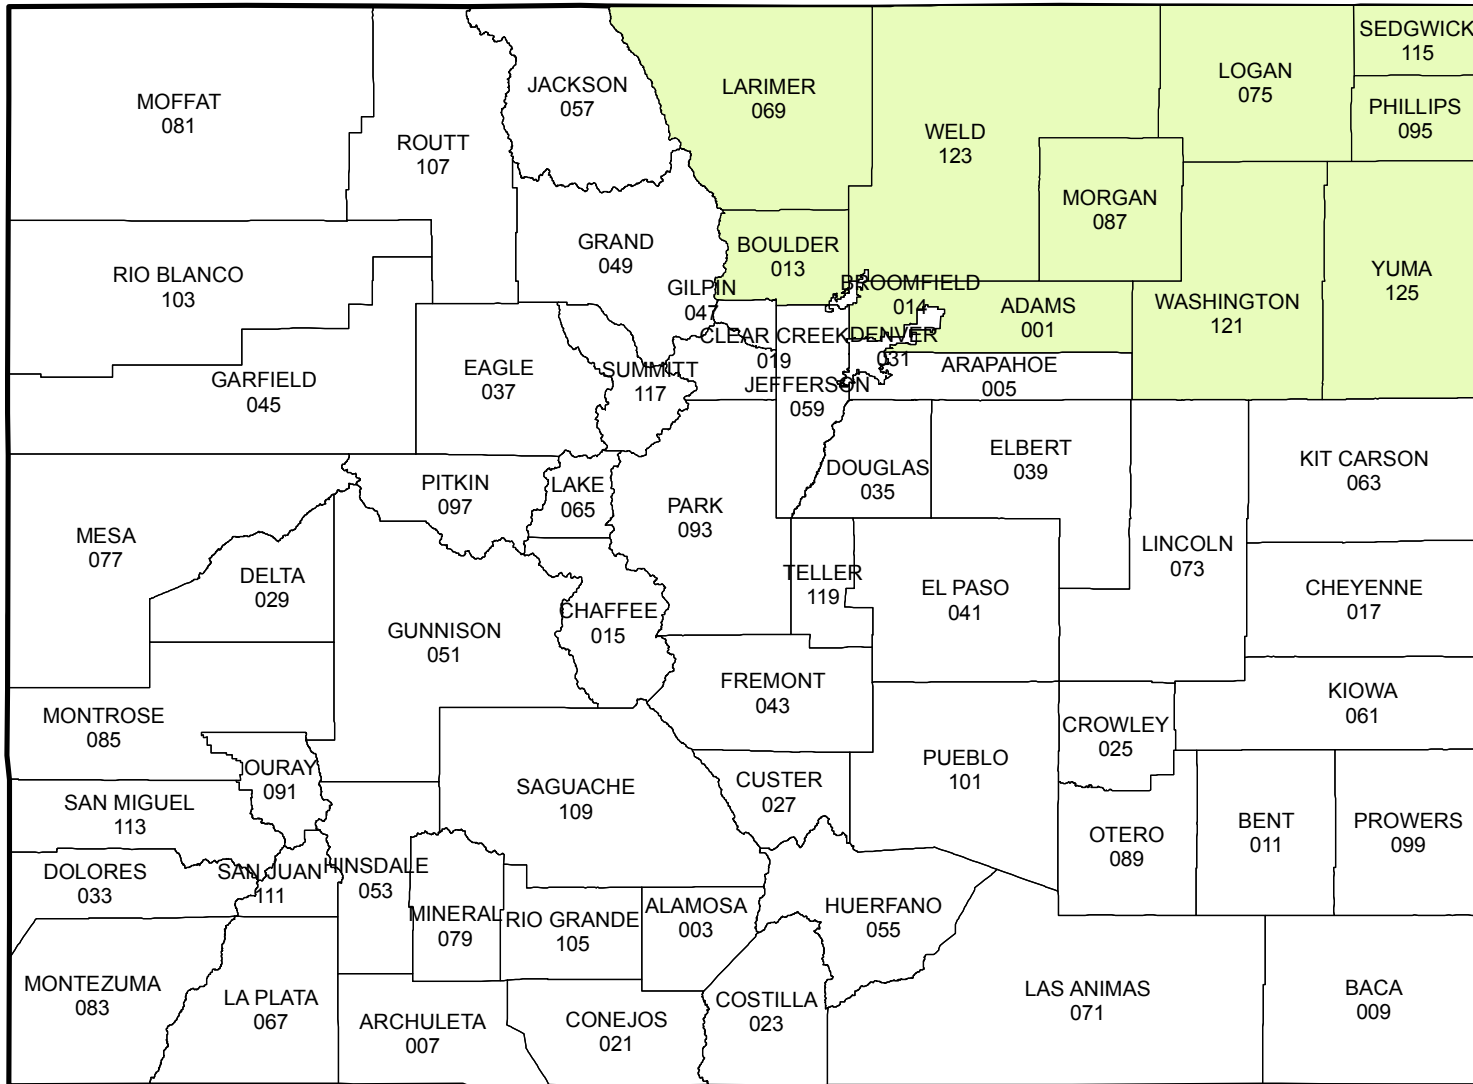 SEDGWICK
115
LOGAN
075
JACKSON
057
LARIMER
069
MOFFAT
081
PHILLIPS
095
WELD
123
ROUTT
107
MORGAN
087
GRAND
049
BOULDER
013
RIO BLANCO
103
YUMA
125
GILPIN
047
BROOMFIELD
014
ADAMS
001
WASHINGTON
121
CLEAR CREEK
019
DENVER
031
EAGLE
037
SUMMITT
117
ARAPAHOE
005
GARFIELD
045
JEFFERSON
059
ELBERT
039
KIT CARSON
063
DOUGLAS
035
PITKIN
097
LAKE
065
PARK
093
MESA
077
LINCOLN
073
DELTA
029
TELLER
119
EL PASO
041
CHEYENNE
017
CHAFFEE
015
GUNNISON
051
FREMONT
043
KIOWA
061
MONTROSE
085
CROWLEY
025
OURAY
091
PUEBLO
101
SAGUACHE
109
CUSTER
027
SAN MIGUEL
113
BENT
011
PROWERS
099
OTERO
089
DOLORES
033
SAN JUAN
111
HINSDALE
053
MINERAL
079
RIO GRANDE
105
ALAMOSA
003
HUERFANO
055
MONTEZUMA
083
LA PLATA
067
ARCHULETA
007
CONEJOS
021
COSTILLA
023
LAS ANIMAS
071
BACA
009